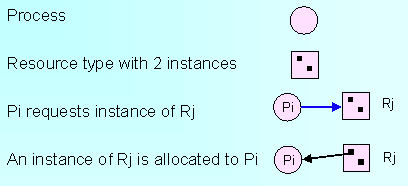 Process
Resource type with 2 instances
Pi requests instance of Rj Pi Rj
An instance of Rj is allocated to Pi Pi Rj